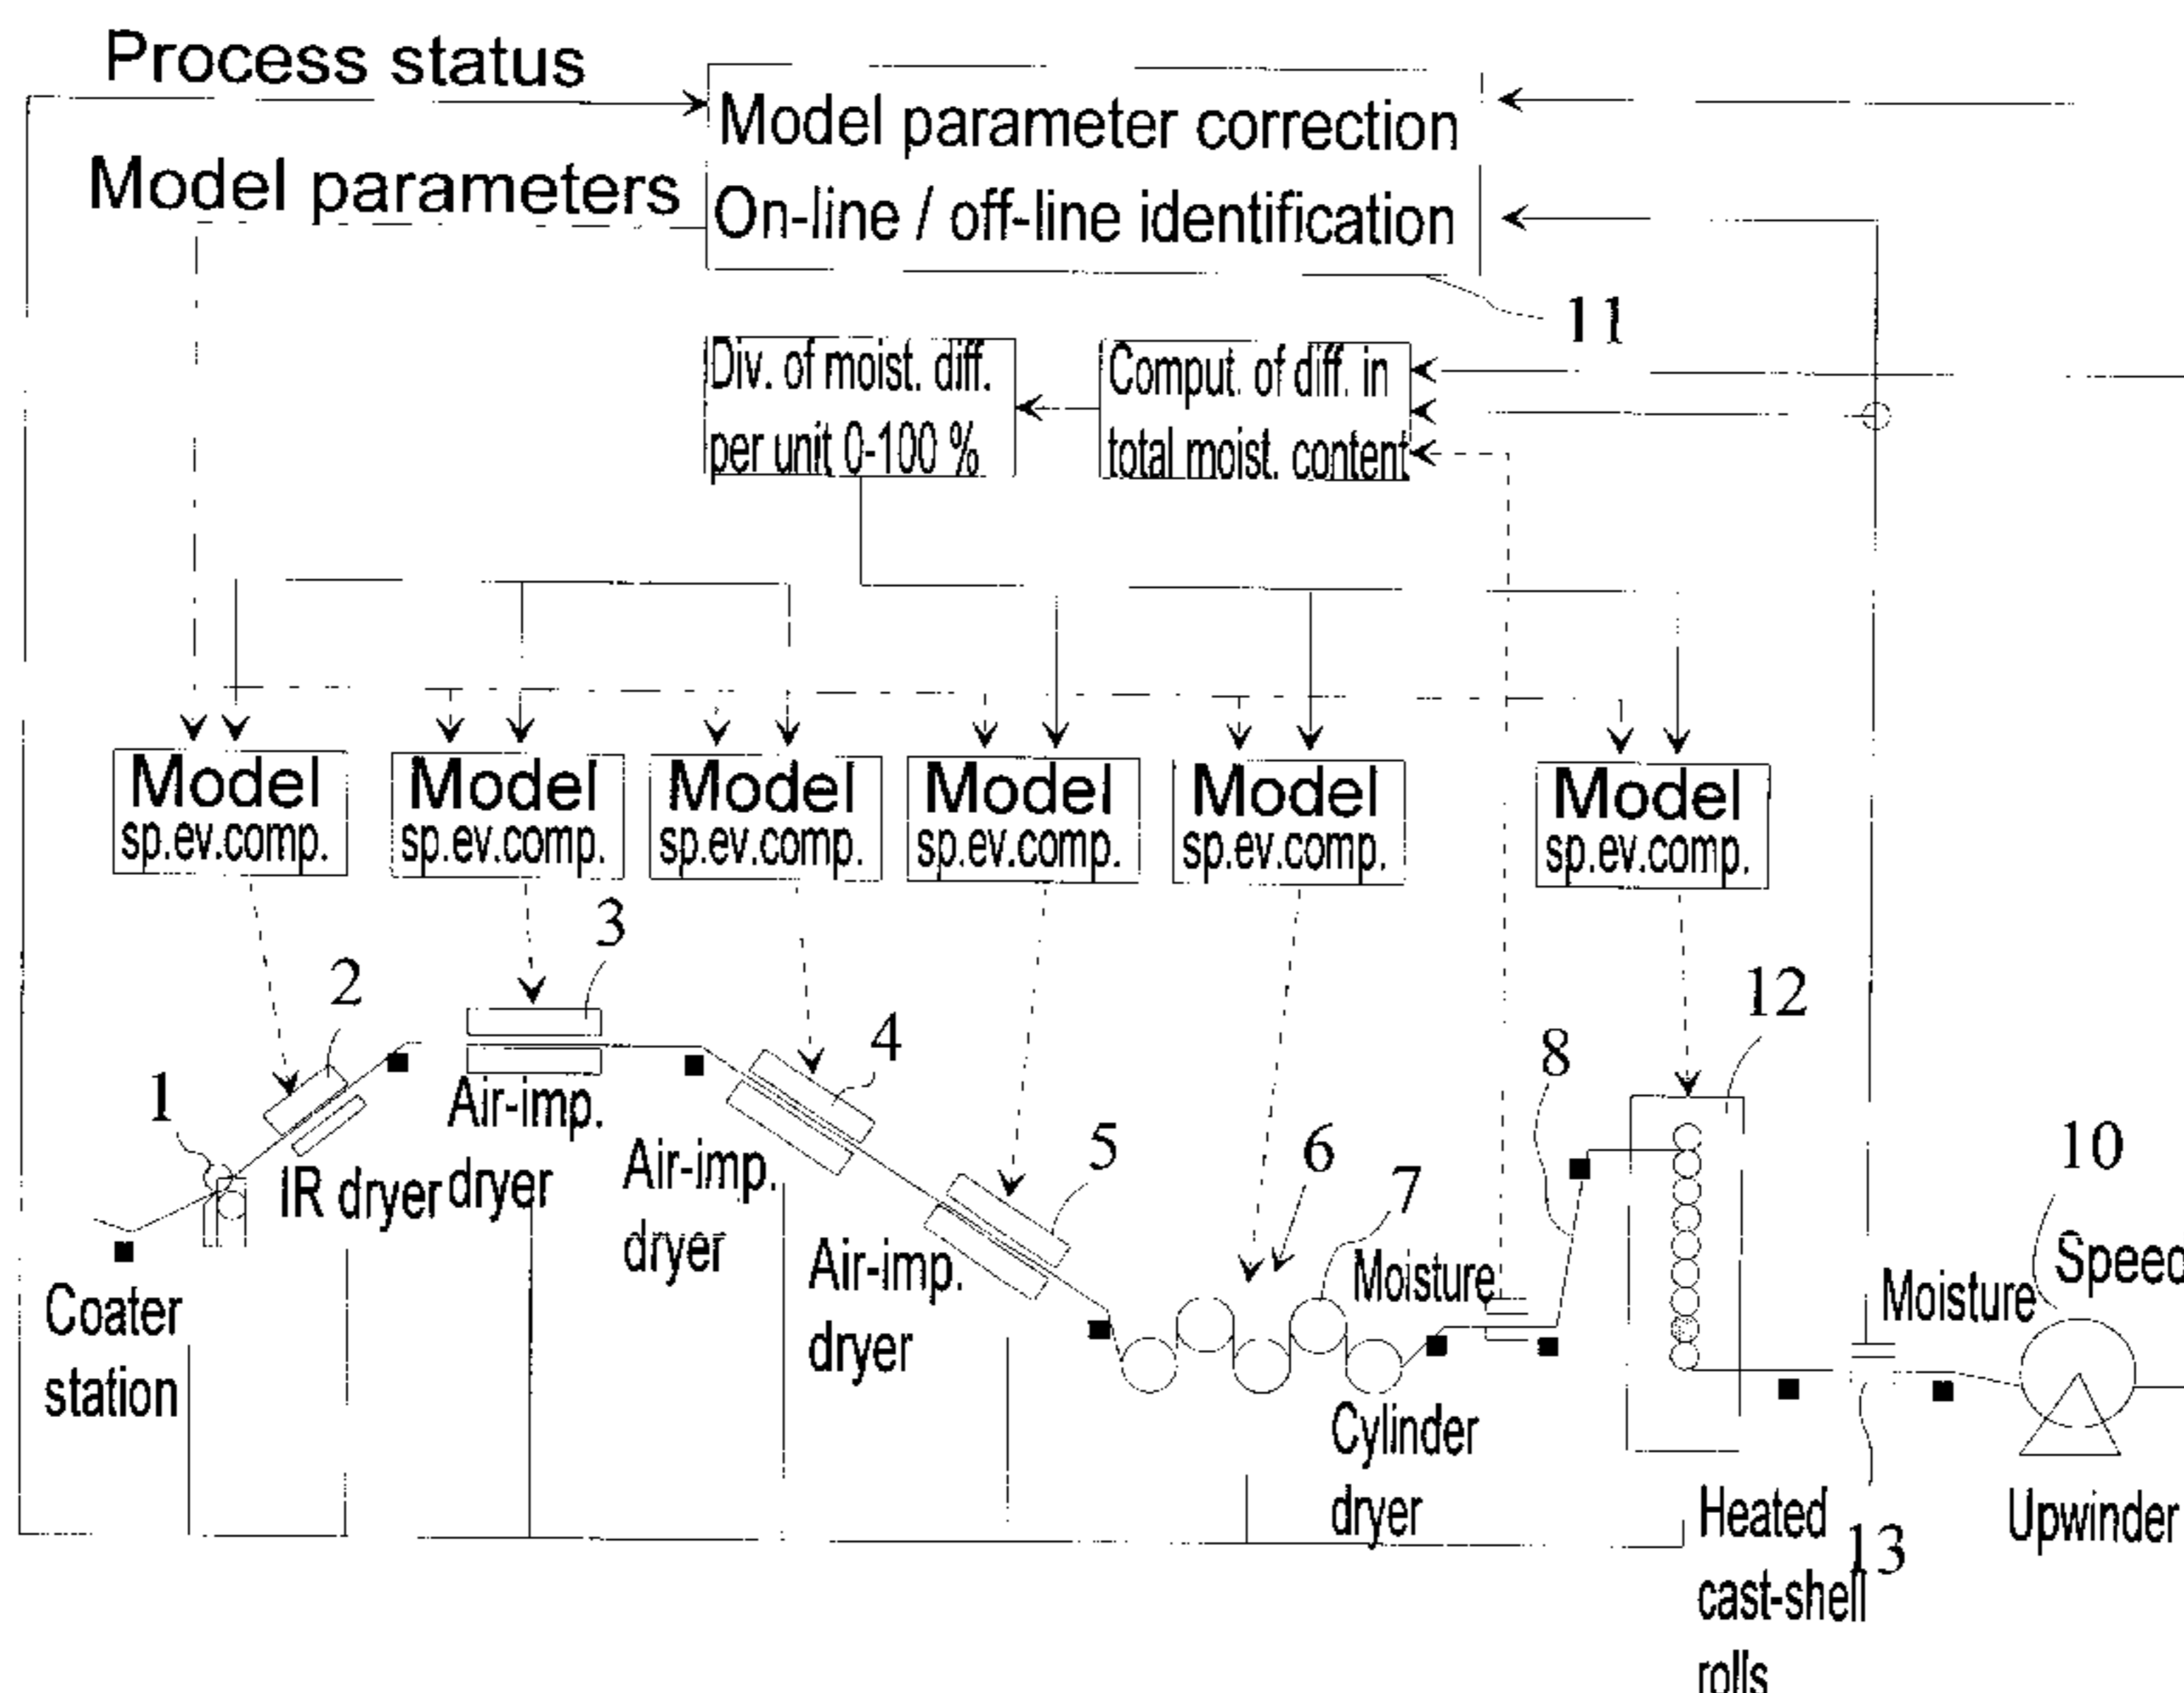 Process status
Model parameter correction
Model parameters
On-line / off-line identification
11
Div. of moist. diff.
per unit 0-100 %
Comput. of diff. in
total moist. content
Model
sp.ev.comp.
Model
sp.ev.comp.
Model
sp.ev.comp.
Model
sp.ev.comp.
Model
sp.ev.comp.
Model
sp.ev.comp.
3
2
12
4
8
1
Air-imp.
dryer
5
6
10
7
IR dryer
Air-imp.
dryer
Air-imp.
dryer
Moisture
Moisture
Speed
Coater
station
Cylinder
dryer
Heated
cast-shell
rolls
13
Upwinder